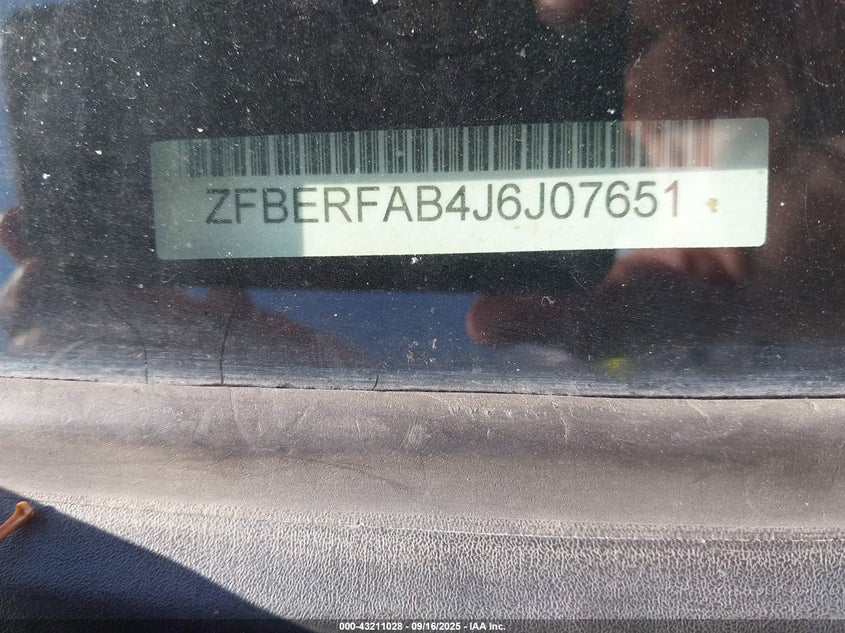 ZFBERFAB4J6J07651
000-43211028 - 09/16/2025 - IAA Inc.